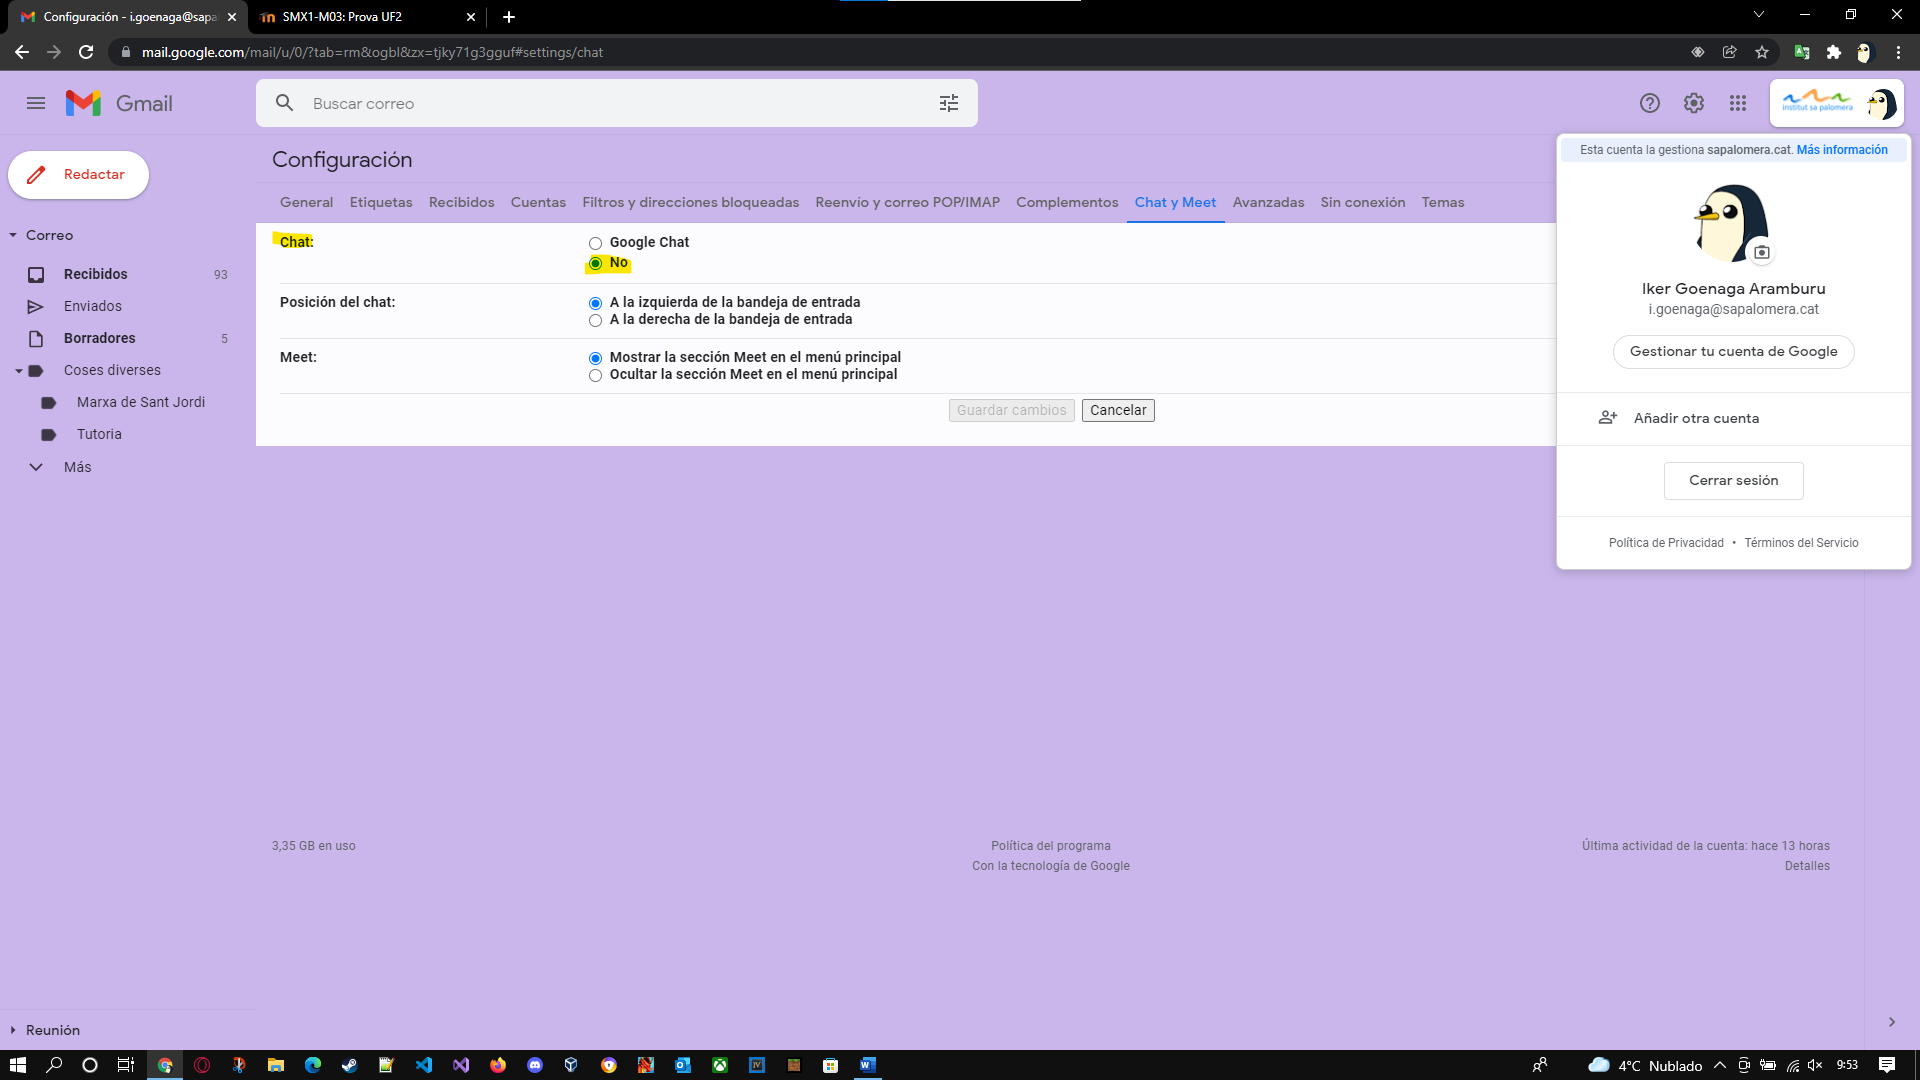 Configuración - i.goenaga@sapa
SMX1-M03: Prova UF2
mail.google.com/mail/u/0/?tab=rm&ogbl&zx=tjky71g3gguf#settings/chat
Gmail
Buscar correo
institut sa palomera
Redactar
Correo
Recibidos 93
Enviados
Borradores 5
Coses diverses
Marxa de Sant Jordi
Tutoria
Más
Reunión
Configuración
General Etiquetas Recibidos Cuentas Filtros y direcciones bloqueadas Reenvío y correo POP/IMAP Complementos Chat y Meet Avanzadas Sin conexión Temas
Chat: Google Chat
No
Posición del chat: A la izquierda de la bandeja de entrada
A la derecha de la bandeja de entrada
Meet: Mostrar la sección Meet en el menú principal
Ocultar la sección Meet en el menú principal
Guardar cambios Cancelar
Esta cuenta la gestiona sapalomera.cat. Más información
Iker Goenaga Aramburu
i.goenaga@sapalomera.cat
Gestionar tu cuenta de Google
Añadir otra cuenta
Cerrar sesión
Política de Privacidad • Términos del Servicio
3,35 GB en uso
Política del programa
Con la tecnología de Google
Última actividad de la cuenta: hace 13 horas
Detalles
4°C Nublado
9:53